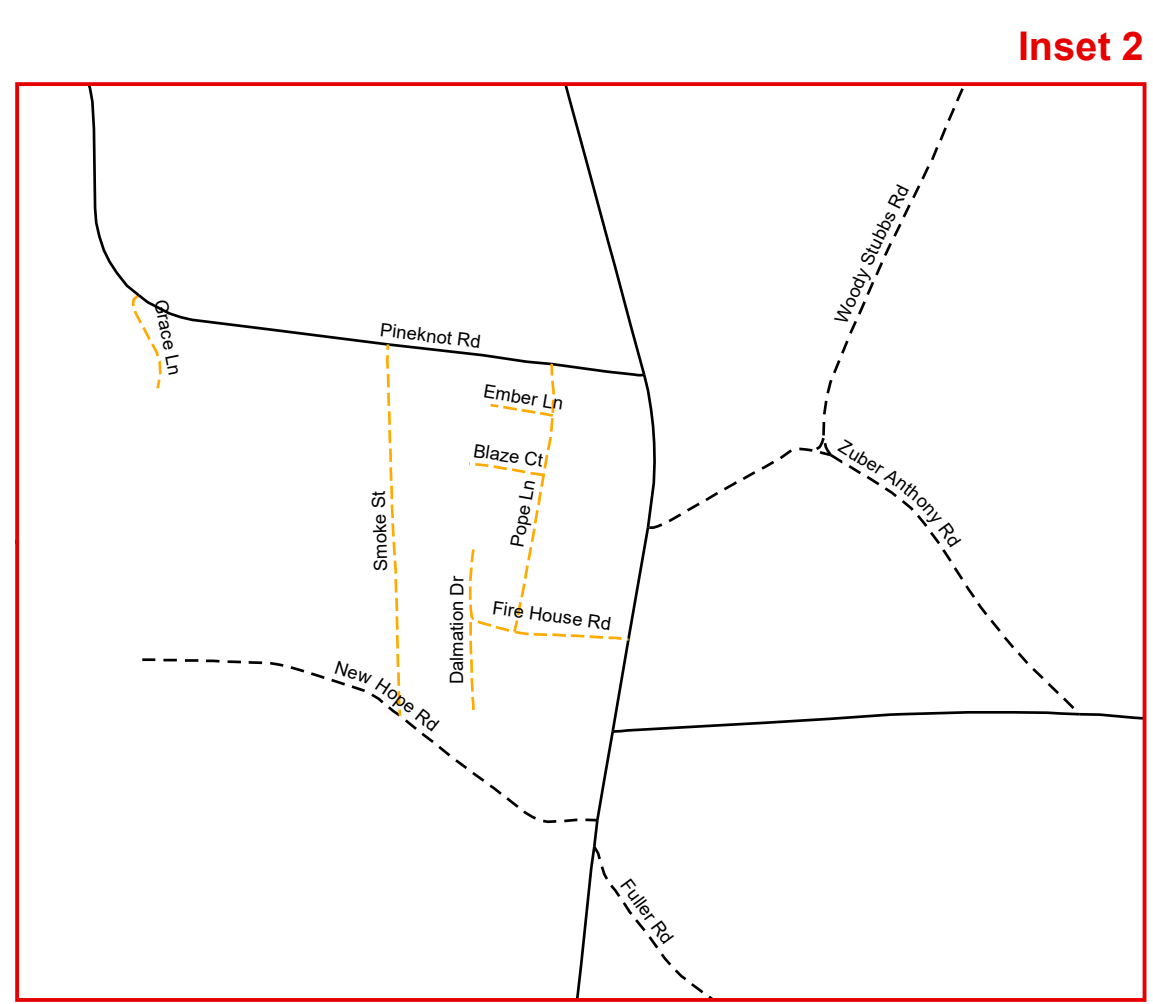 Inset 2
Woody Stubbs Rd
Grace Ln
Pineknot Rd
Ember Ln
Blaze Ct
Zuber Anthony Rd
Pope Ln
Smoke St
Dalmation Dr
Fire House Rd
New Hope Rd
Fuller Rd